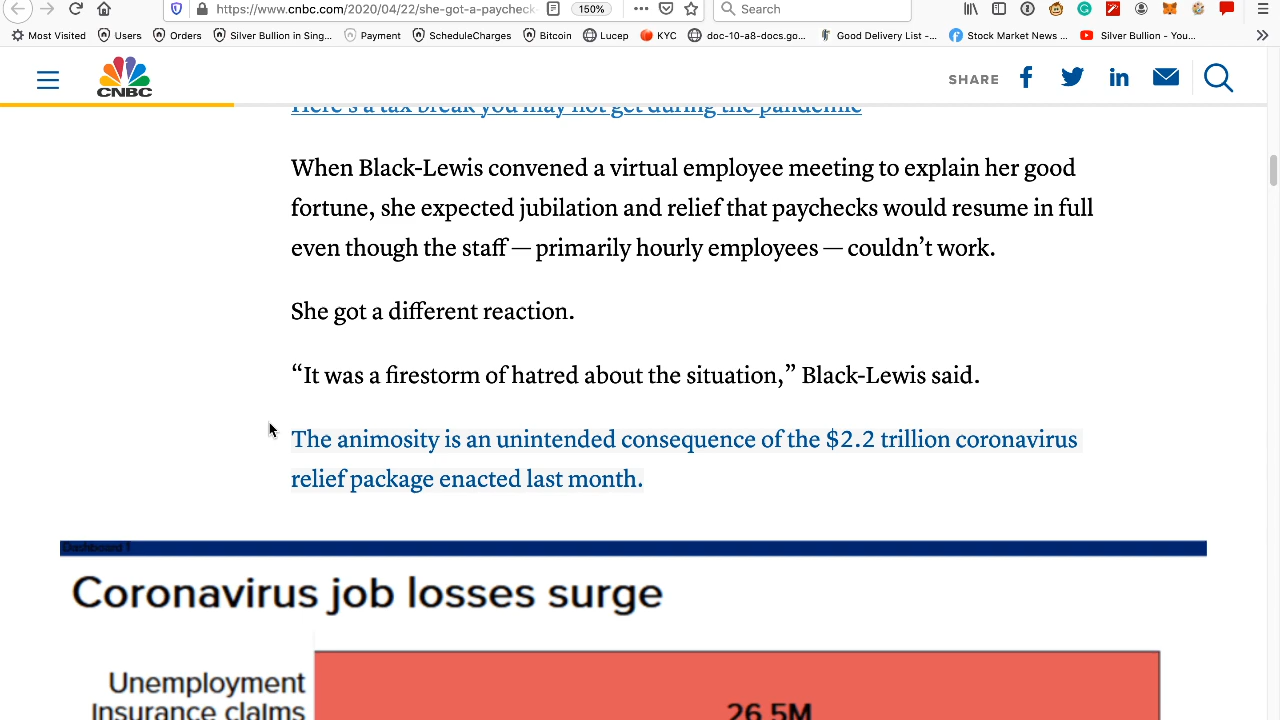 https://www.cnbc.com/2020/04/22/she-got-a-paycheck-
150%
Search
Most Visited
Users
Orders
Silver Bullion in Sing...
Payment
ScheduleCharges
Bitcoin
Lucep
KYC
doc-10-a8-docs.go...
Good Delivery List -...
Stock Market News ...
Silver Bullion - You...
CNBC
SHARE
Here's a tax break you may not get during the pandemic
When Black-Lewis convened a virtual employee meeting to explain her good
fortune, she expected jubilation and relief that paychecks would resume in full
even though the staff — primarily hourly employees — couldn’t work.
She got a different reaction.
“It was a firestorm of hatred about the situation,” Black-Lewis said.
The animosity is an unintended consequence of the $2.2 trillion coronavirus
relief package enacted last month.
Dashboard 1
Coronavirus job losses surge
Unemployment
Insurance claims
26.5M